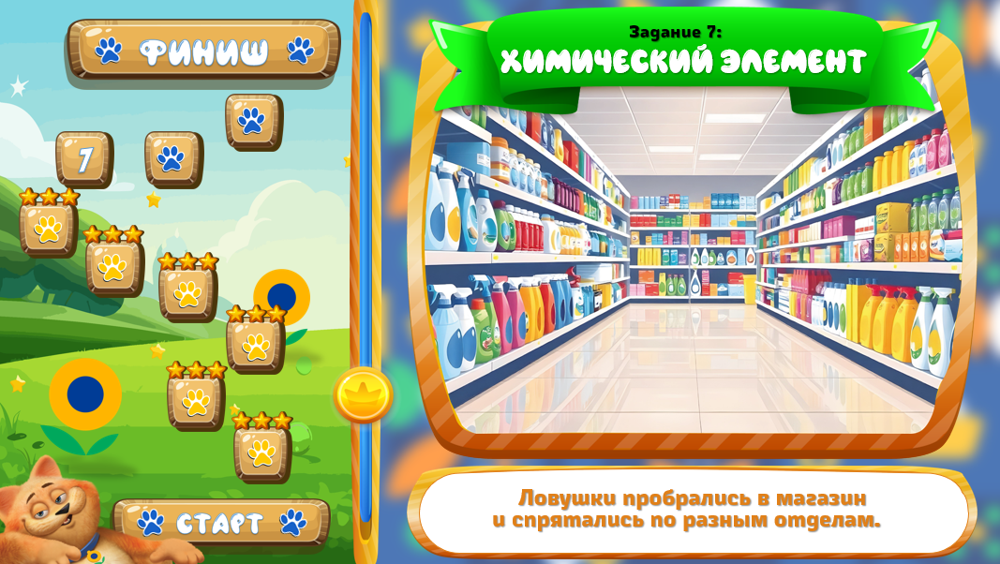 ФИНИШ
7
СТАРТ
Задание 7:
ХИМИЧЕСКИЙ ЭЛЕМЕНТ
Ловушки пробрались в магазин
и спрятались по разным отделам.